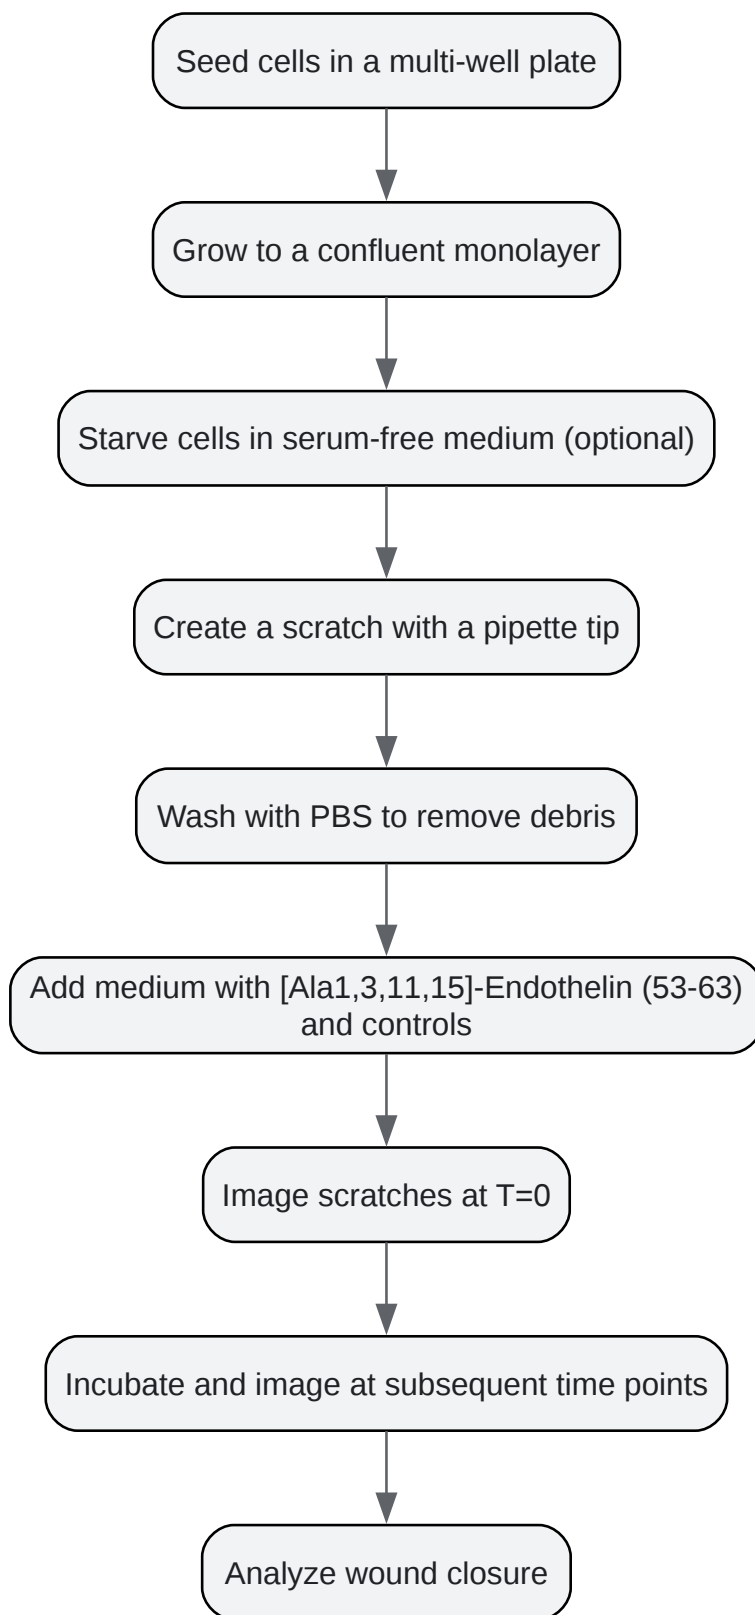 Seed cells in a multi-well plate
Grow to a confluent monolayer
Starve cells in serum-free medium (optional)
Create a scratch with a pipette tip
Wash with PBS to remove debris
Add medium with [Ala1,3,11,15]-Endothelin (53-63)
and controls
Image scratches at T=0
Incubate and image at subsequent time points
Analyze wound closure